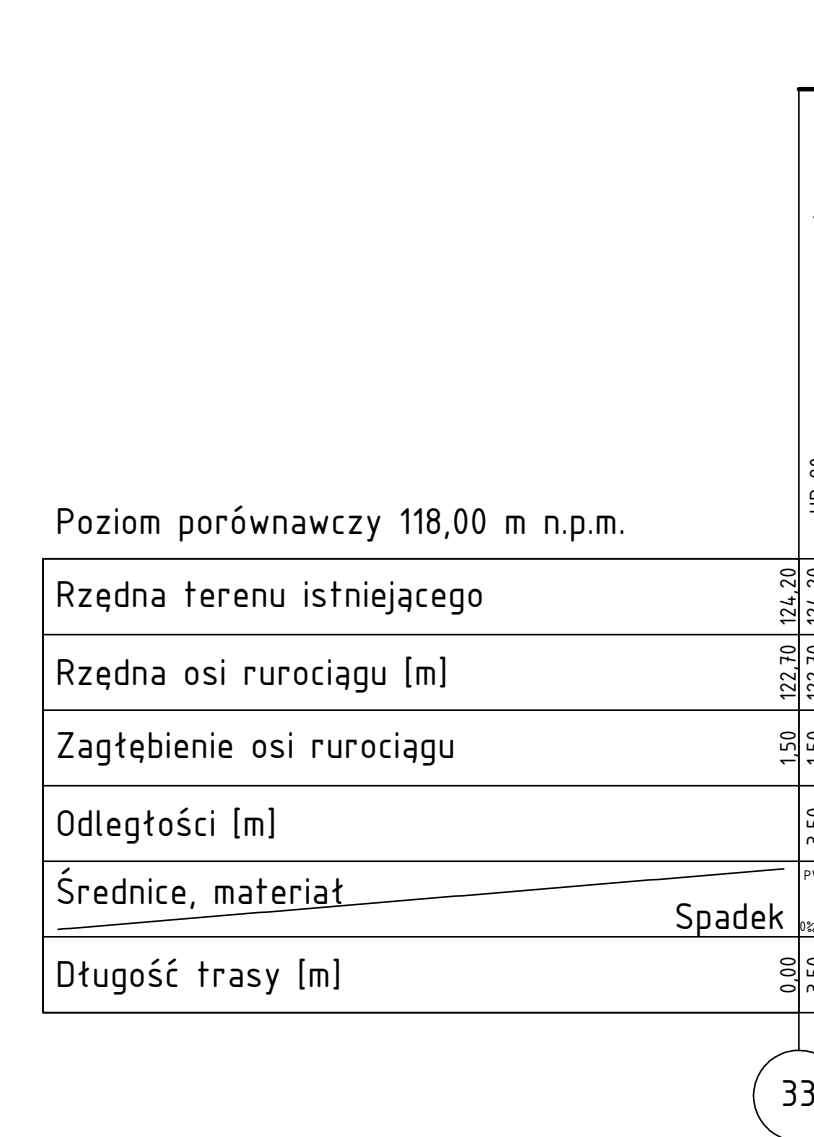 Poziom porównawczy 118,00 m n.p.m.
Rzędna terenu istniejącego 124,20
Rzędna osi rurociągu [m] 122,70
Zagłębienie osi rurociągu 1,50
Odległości [m]
Średnice, materiał
Spadek 0‰
Długość trasy [m] 0,00
33